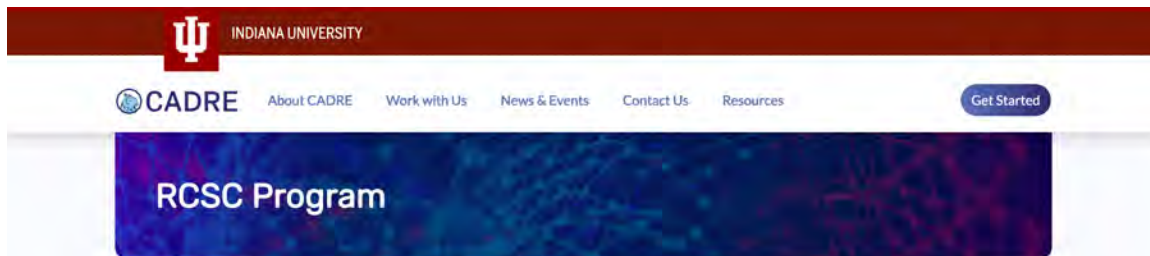 INDIANA UNIVERSITY
CADRE
About CADRE Work with Us News & Events Contact Us Resources Get Started
RCSC Program